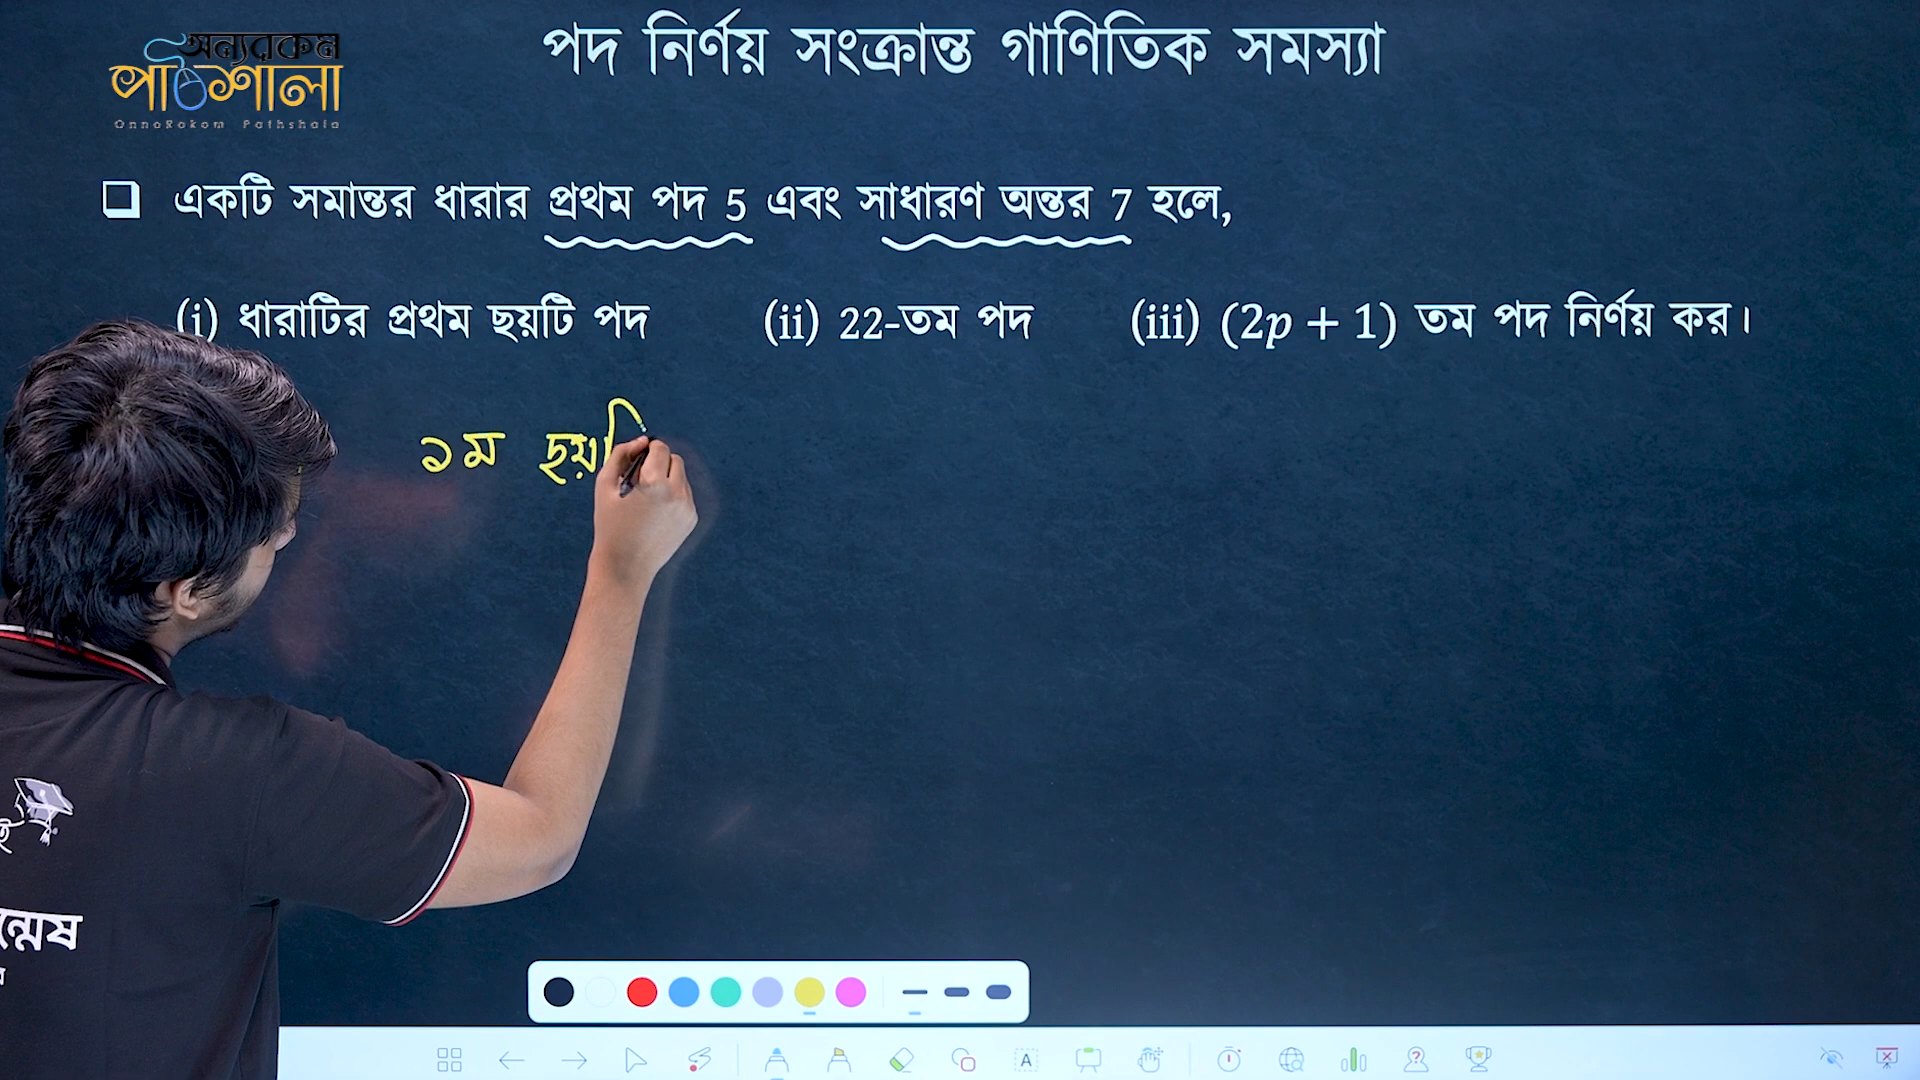 অন্যরকম
পাঠশালা
OnnoRokom Pathshala
পদ নির্ণয় সংক্রান্ত গাণিতিক সমস্যা
একটি সমান্তর ধারার প্রথম পদ 5 এবং সাধারণ অন্তর 7 হলে,
(i) ধারাটির প্রথম ছয়টি পদ (ii) 22-তম পদ (iii) (2p + 1) তম পদ নির্ণয় কর।
১ম ছয়
ন্মেষ
A